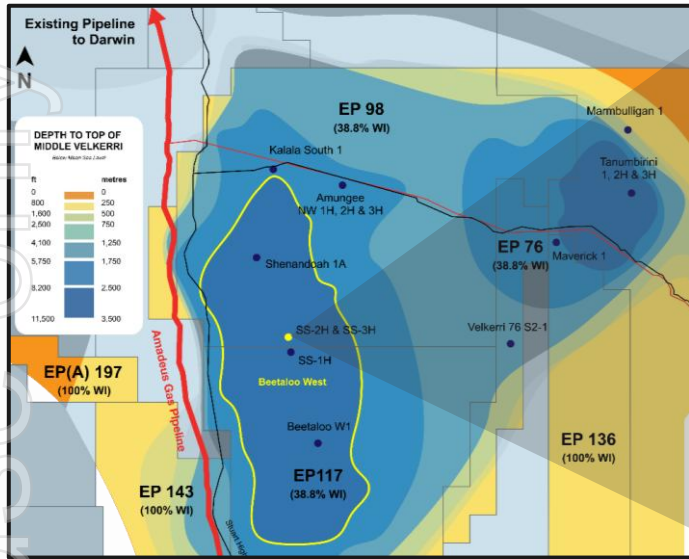 Existing Pipeline
to Darwin
N
DEPTH TO TOP OF
MIDDLE VELKERRI
ft
metres
0
0
800
250
1,600
500
2,500
750
4,100
1,250
5,750
1,750
8,200
2,500
11,500
3,500
EP 98
(38.8% WI)
Kalala South 1
Amungee
NW 1H, 2H & 3H
Marmbulligan 1
Tanumbirini
1, 2H & 3H
EP 76
(38.8% WI)
Maverick 1
Shenandoah 1A
SS-2H & SS-3H
SS-1H
Velkerri 76 S2-1
Beetaloo West
Amadeus Gas Pipeline
EP(A) 197
(100% WI)
Beetaloo W1
EP117
(38.8% WI)
EP 136
(100% WI)
EP 143
(100% WI)